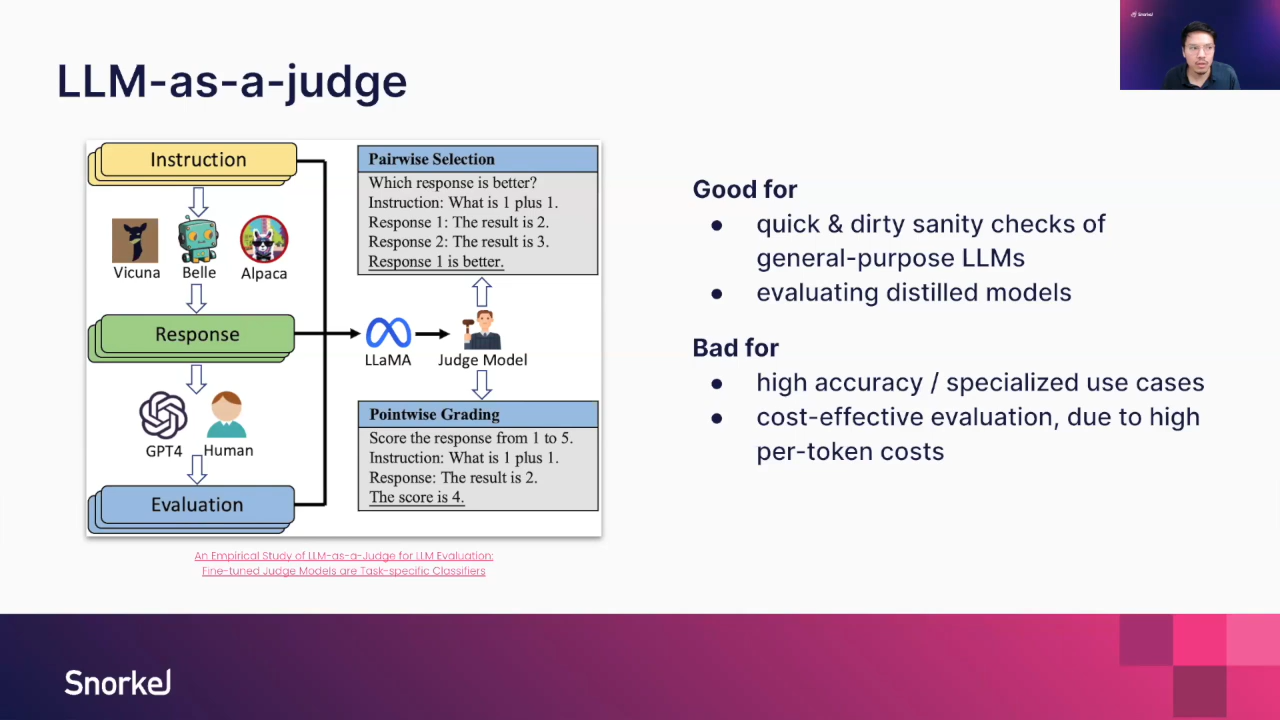 Snorkel
LLM-as-a-judge
Instruction
Vicuna
Belle
Alpaca
Response
GPT4
Human
Evaluation
LLaMA
Judge Model
Pairwise Selection
Which response is better?
Instruction: What is 1 plus 1.
Response 1: The result is 2.
Response 2: The result is 3.
Response 1 is better.
Pointwise Grading
Score the response from 1 to 5.
Instruction: What is 1 plus 1.
Response: The result is 2.
The score is 4.
An Empirical Study of LLM-as-a-Judge for LLM Evaluation:
Fine-tuned Judge Models are Task-specific Classifiers
Good for
● quick & dirty sanity checks of
general-purpose LLMs
● evaluating distilled models
Bad for
● high accuracy / specialized use cases
● cost-effective evaluation, due to high
per-token costs
Snorkel